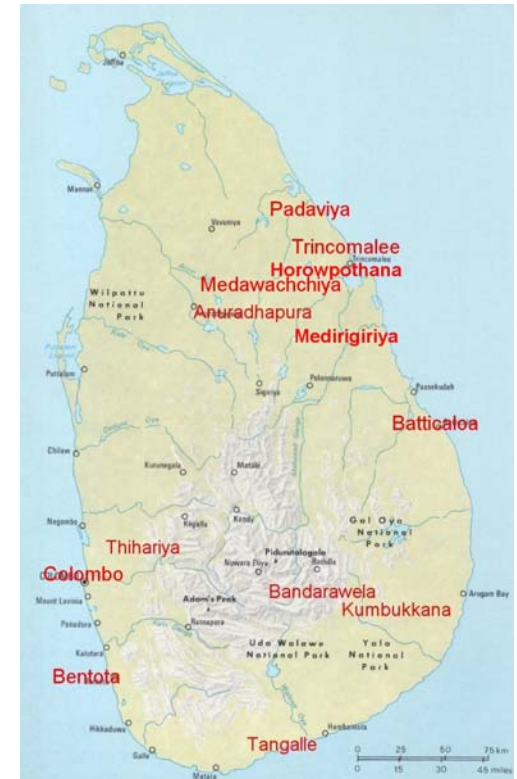 Jaffna
Jaffna
Lagoon
Mannar
Vavuniya
Padaviya
Trincomalee
Trincomalee
Horowpothana
Medawachchiya
Wilpattu
National
Park
Anuradhapura
Medirigiriya
Puttalam
Sigiriya
Polonnaruwa
Passekudah
Batticaloa
Chilaw
Kurunegala
Matale
Negombo
Kegalla
Kandy
Gal Oya
National
Park
Thihariya
Pidurutalagala
Nuwara Eliya
Badulla
Colombo
Mount Lavinia
Bandarawela
Adam's Peak
Kumbukkana
Arugam Bay
Panadura
Ratnapura
Kalutara
Uda Walawe
National Park
Yala
National
Park
Bentota
Hikkaduwa
Hambantota
Tangalle
Galle
Matara
0 25 50 75 km
0 15 30 45 miles